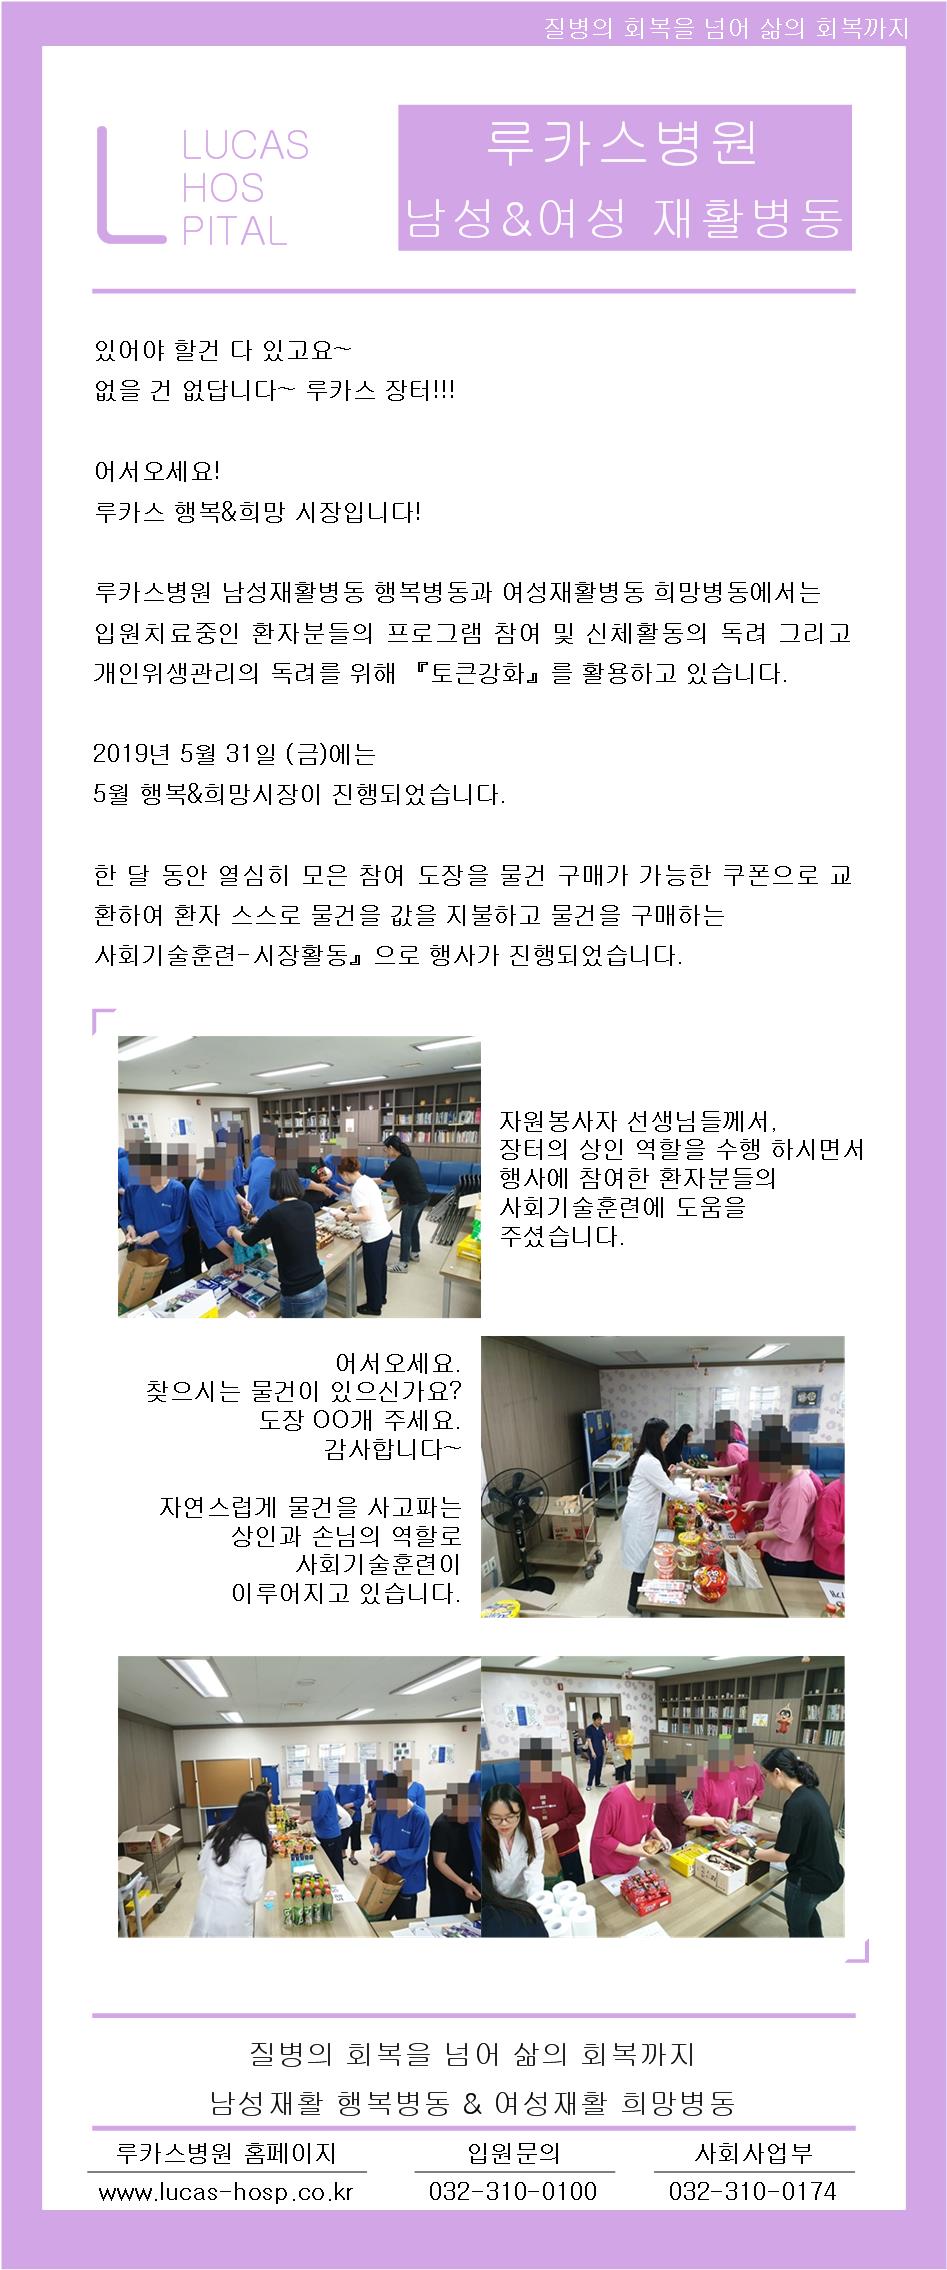 질병의 회복을 넘어 삶의 회복까지
LUCAS
HOS
PITAL
루카스병원
남성&여성 재활병동
있어야 할건 다 있고요~
없을 건 없답니다~ 루카스 장터!!!
어서오세요!
루카스 행복&희망 시장입니다!
루카스병원 남성재활병동 행복병동과 여성재활병동 희망병동에서는
입원치료중인 환자분들의 프로그램 참여 및 신체활동의 독려 그리고
개인위생관리의 독려를 위해 『토큰강화』를 활용하고 있습니다.
2019년 5월 31일 (금)에는
5월 행복&희망시장이 진행되었습니다.
한 달 동안 열심히 모은 참여 도장을 물건 구매가 가능한 쿠폰으로 교
환하여 환자 스스로 물건을 값을 지불하고 물건을 구매하는
사회기술훈련-시장활동』으로 행사가 진행되었습니다.
자원봉사자 선생님들께서,
장터의 상인 역할을 수행 하시면서
행사에 참여한 환자분들의
사회기술훈련에 도움을
주셨습니다.
어서오세요.
찾으시는 물건이 있으신가요?
도장 OO개 주세요.
감사합니다~
자연스럽게 물건을 사고파는
상인과 손님의 역할로
사회기술훈련이
이루어지고 있습니다.
질병의 회복을 넘어 삶의 회복까지
남성재활 행복병동 & 여성재활 희망병동
루카스병원 홈페이지 입원문의 사회사업부
www.lucas-hosp.co.kr 032-310-0100 032-310-0174